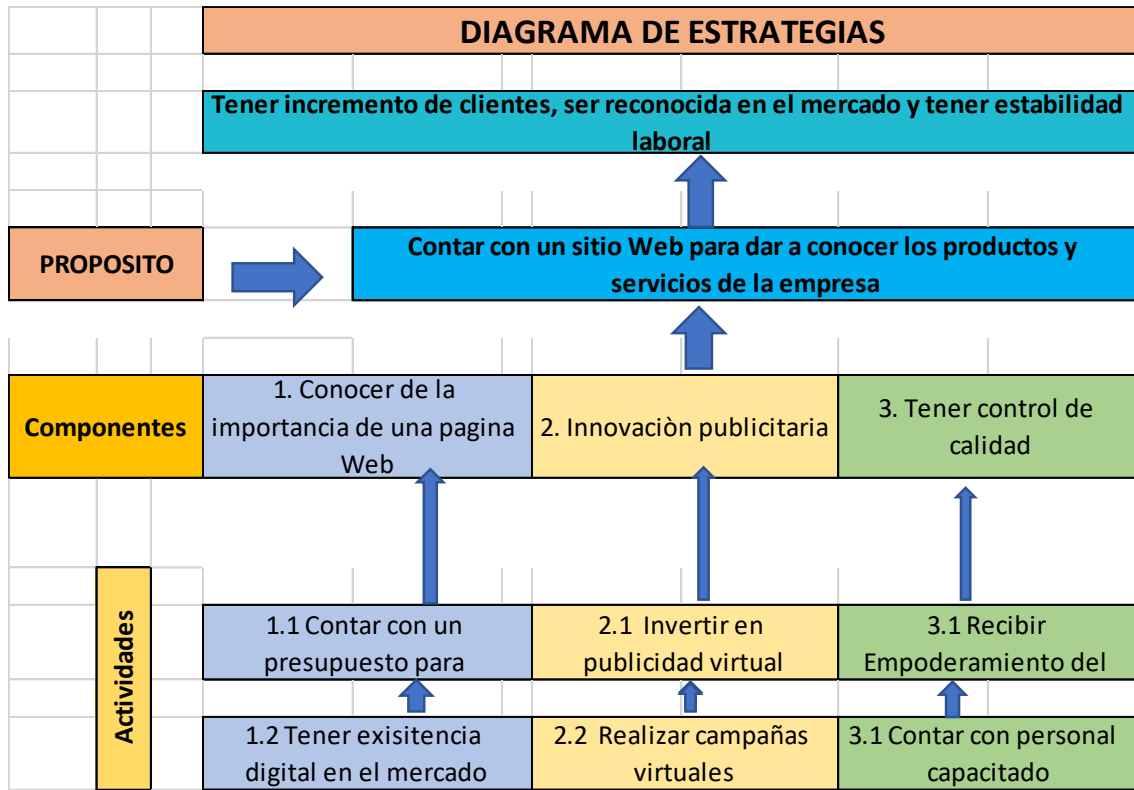 DIAGRAMA DE ESTRATEGIAS
Tener incremento de clientes, ser reconocida en el mercado y tener estabilidad
laboral
PROPOSITO
Contar con un sitio Web para dar a conocer los productos y
servicios de la empresa
Componentes
1. Conocer de la
importancia de una pagina
Web
2. Innovaciòn publicitaria
3. Tener control de
calidad
Actividades
1.1 Contar con un
presupuesto para
2.1 Invertir en
publicidad virtual
3.1 Recibir
Empoderamiento del
1.2 Tener exisitencia
digital en el mercado
2.2 Realizar campañas
virtuales
3.1 Contar con personal
capacitado